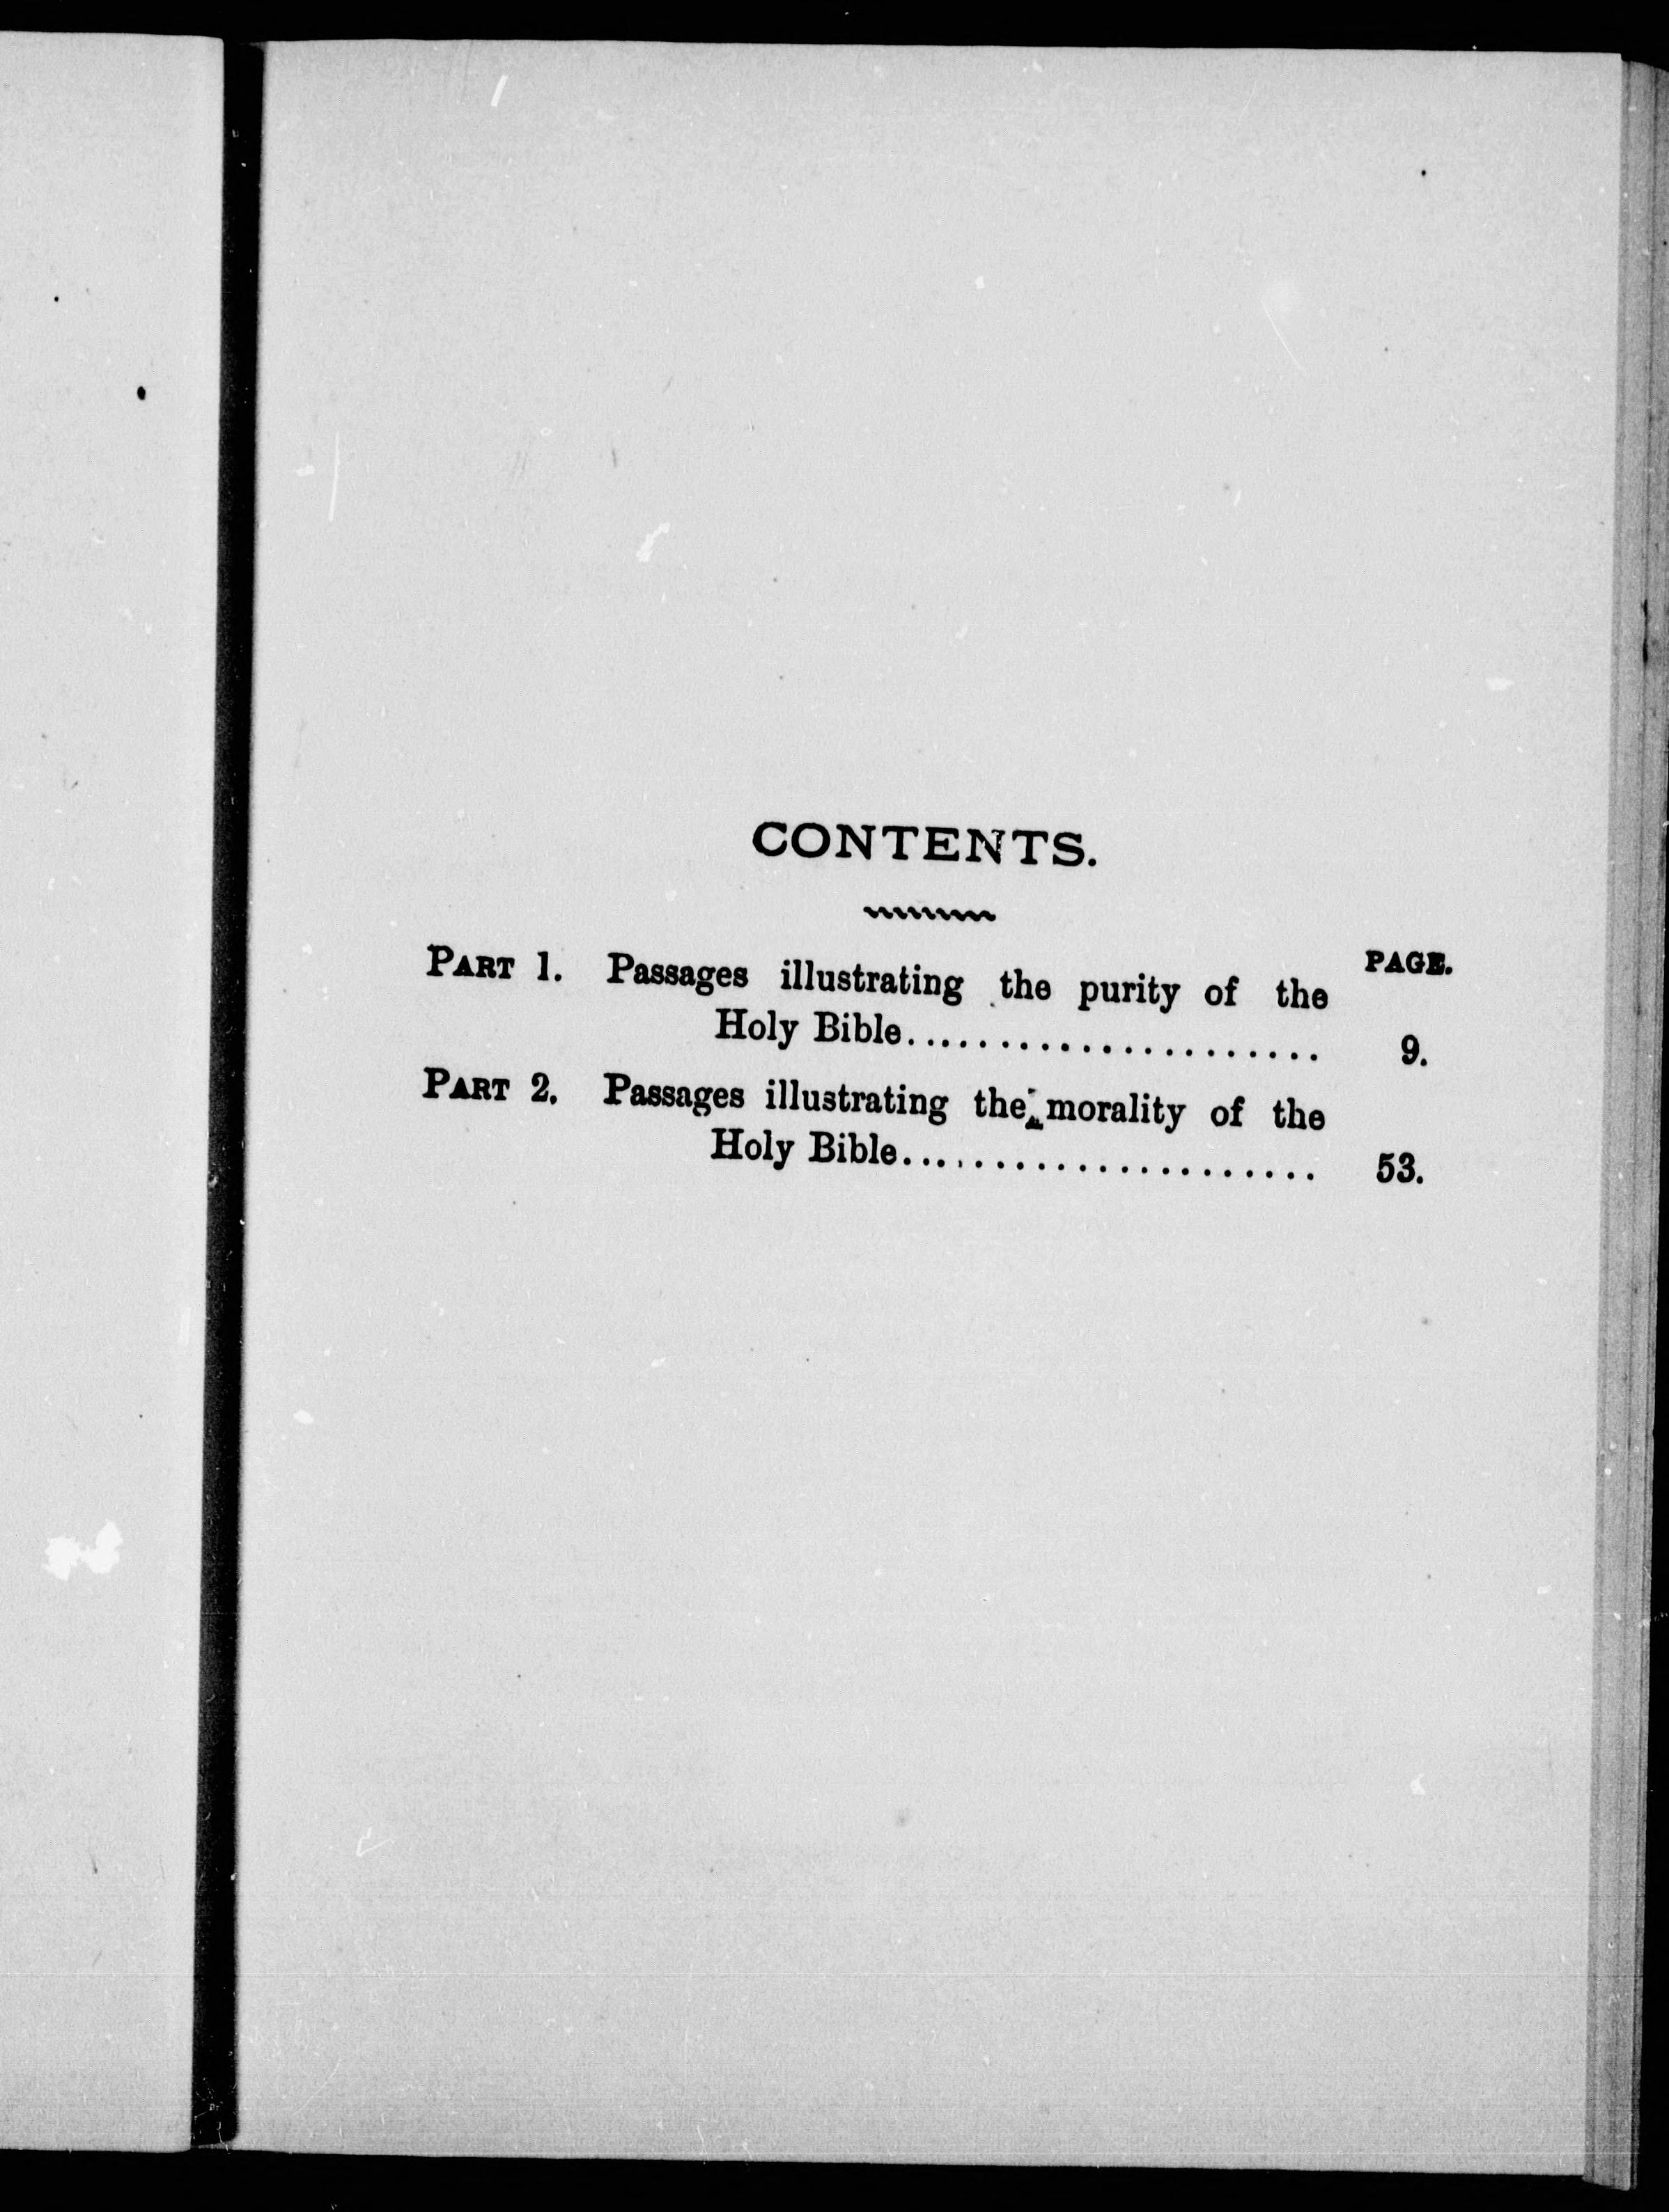 CONTENTS.
PAGE.
PART 1. Passages illustrating the purity of the
Holy Bible....................... 9.
PART 2. Passages illustrating the morality of the
Holy Bible....................... 53.